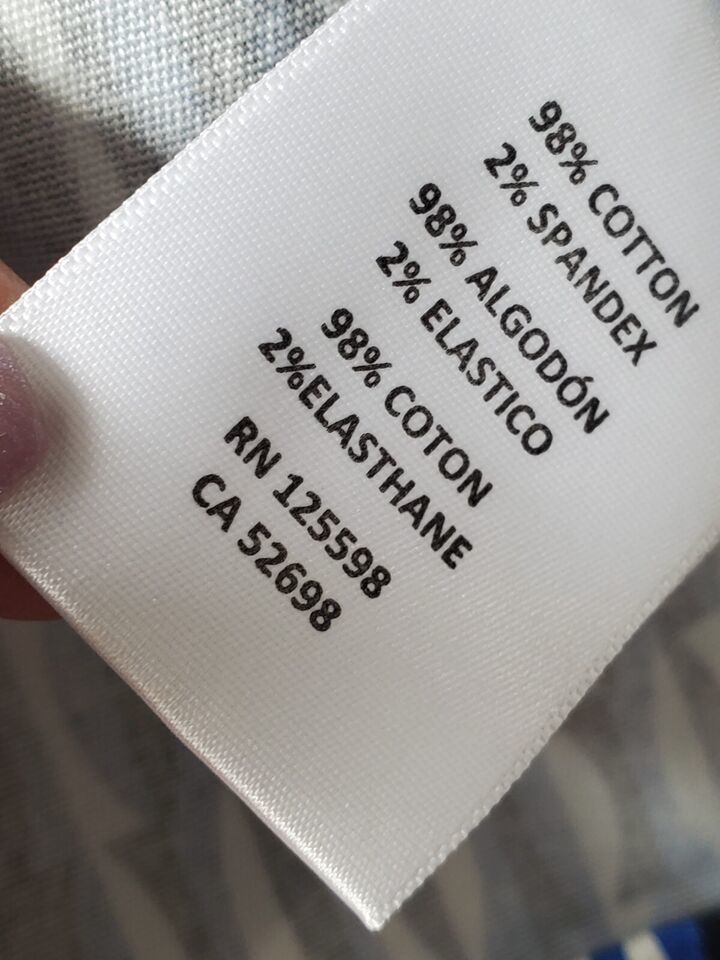 98% COTTON
2% SPANDEX
98% ALGODÓN
2% ELASTICO
98% COTON
2%ELASTHANE
RN 125598
CA 52698